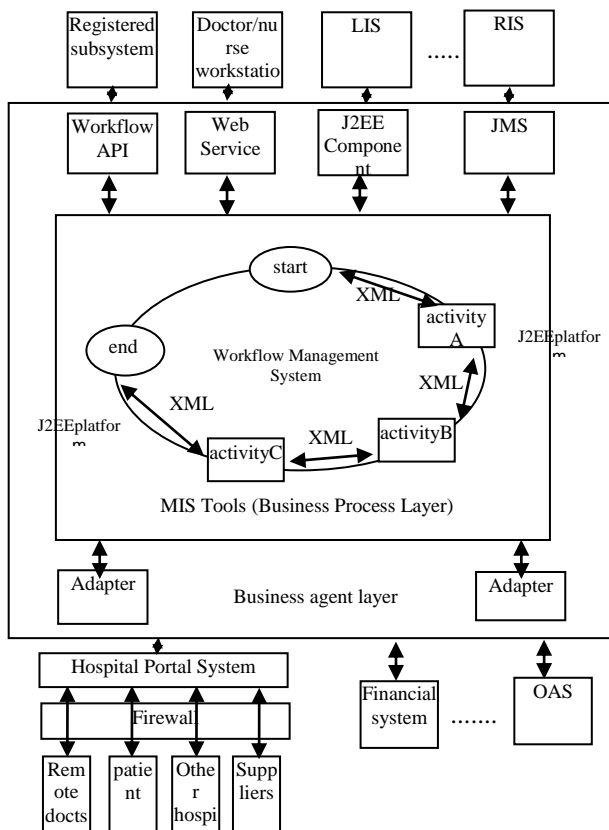 Registered
subsystem
Doctor/nu
rse
workstatio
LIS
.....
RIS
Workflow
API
Web
Service
J2EE
Compone
nt
JMS
start
XML
activity
A
end
Workflow Management
System
J2EEplatfor
m
XML
XML
J2EEplatfor
m
XML
activityB
activityC
MIS Tools (Business Process Layer)
Adapter
Business agent layer
Adapter
Hospital Portal System
Firewall
Financial
system
.......
OAS
Rem
ote
docts
patie
nt
Othe
r
hospi
Supp
liers